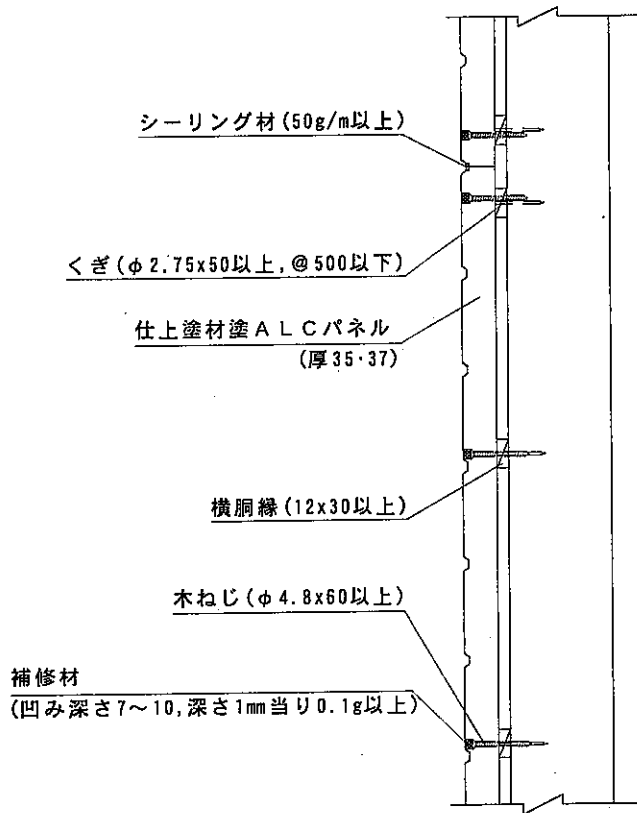 シーリング材(50g/m以上)
くぎ(φ2.75x50以上,@500以下)
仕上塗材塗ALCパネル
(厚35･37)
横胴縁(12x30以上)
木ねじ(φ4.8x60以上)
補修材
(凹み深さ7～10,深さ1mm当り0.1g以上)